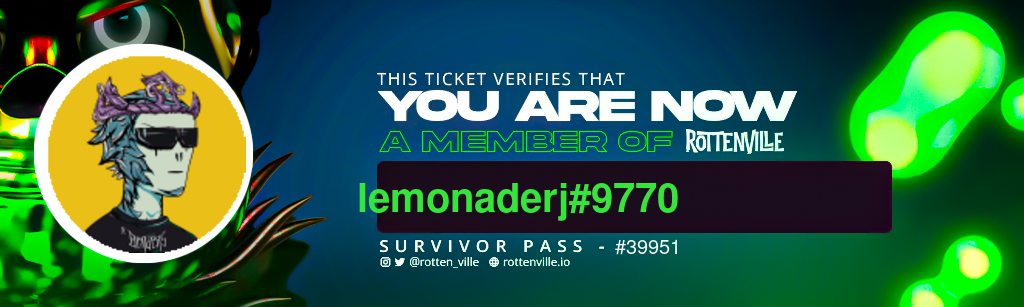 THIS TICKET VERIFIES THAT
YOU ARE NOW
A MEMBER OF ROTTENVILLE
lemonaderj#9770
SURVIVOR PASS - #39951
@rotten_ville rottenville.io